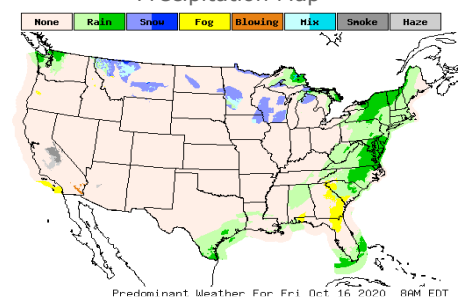 Precipitation Map
None Rain Snow Fog Blowing Mix Smoke Haze
Predominant Weather For Fri Oct 16 2020 8AM EDT